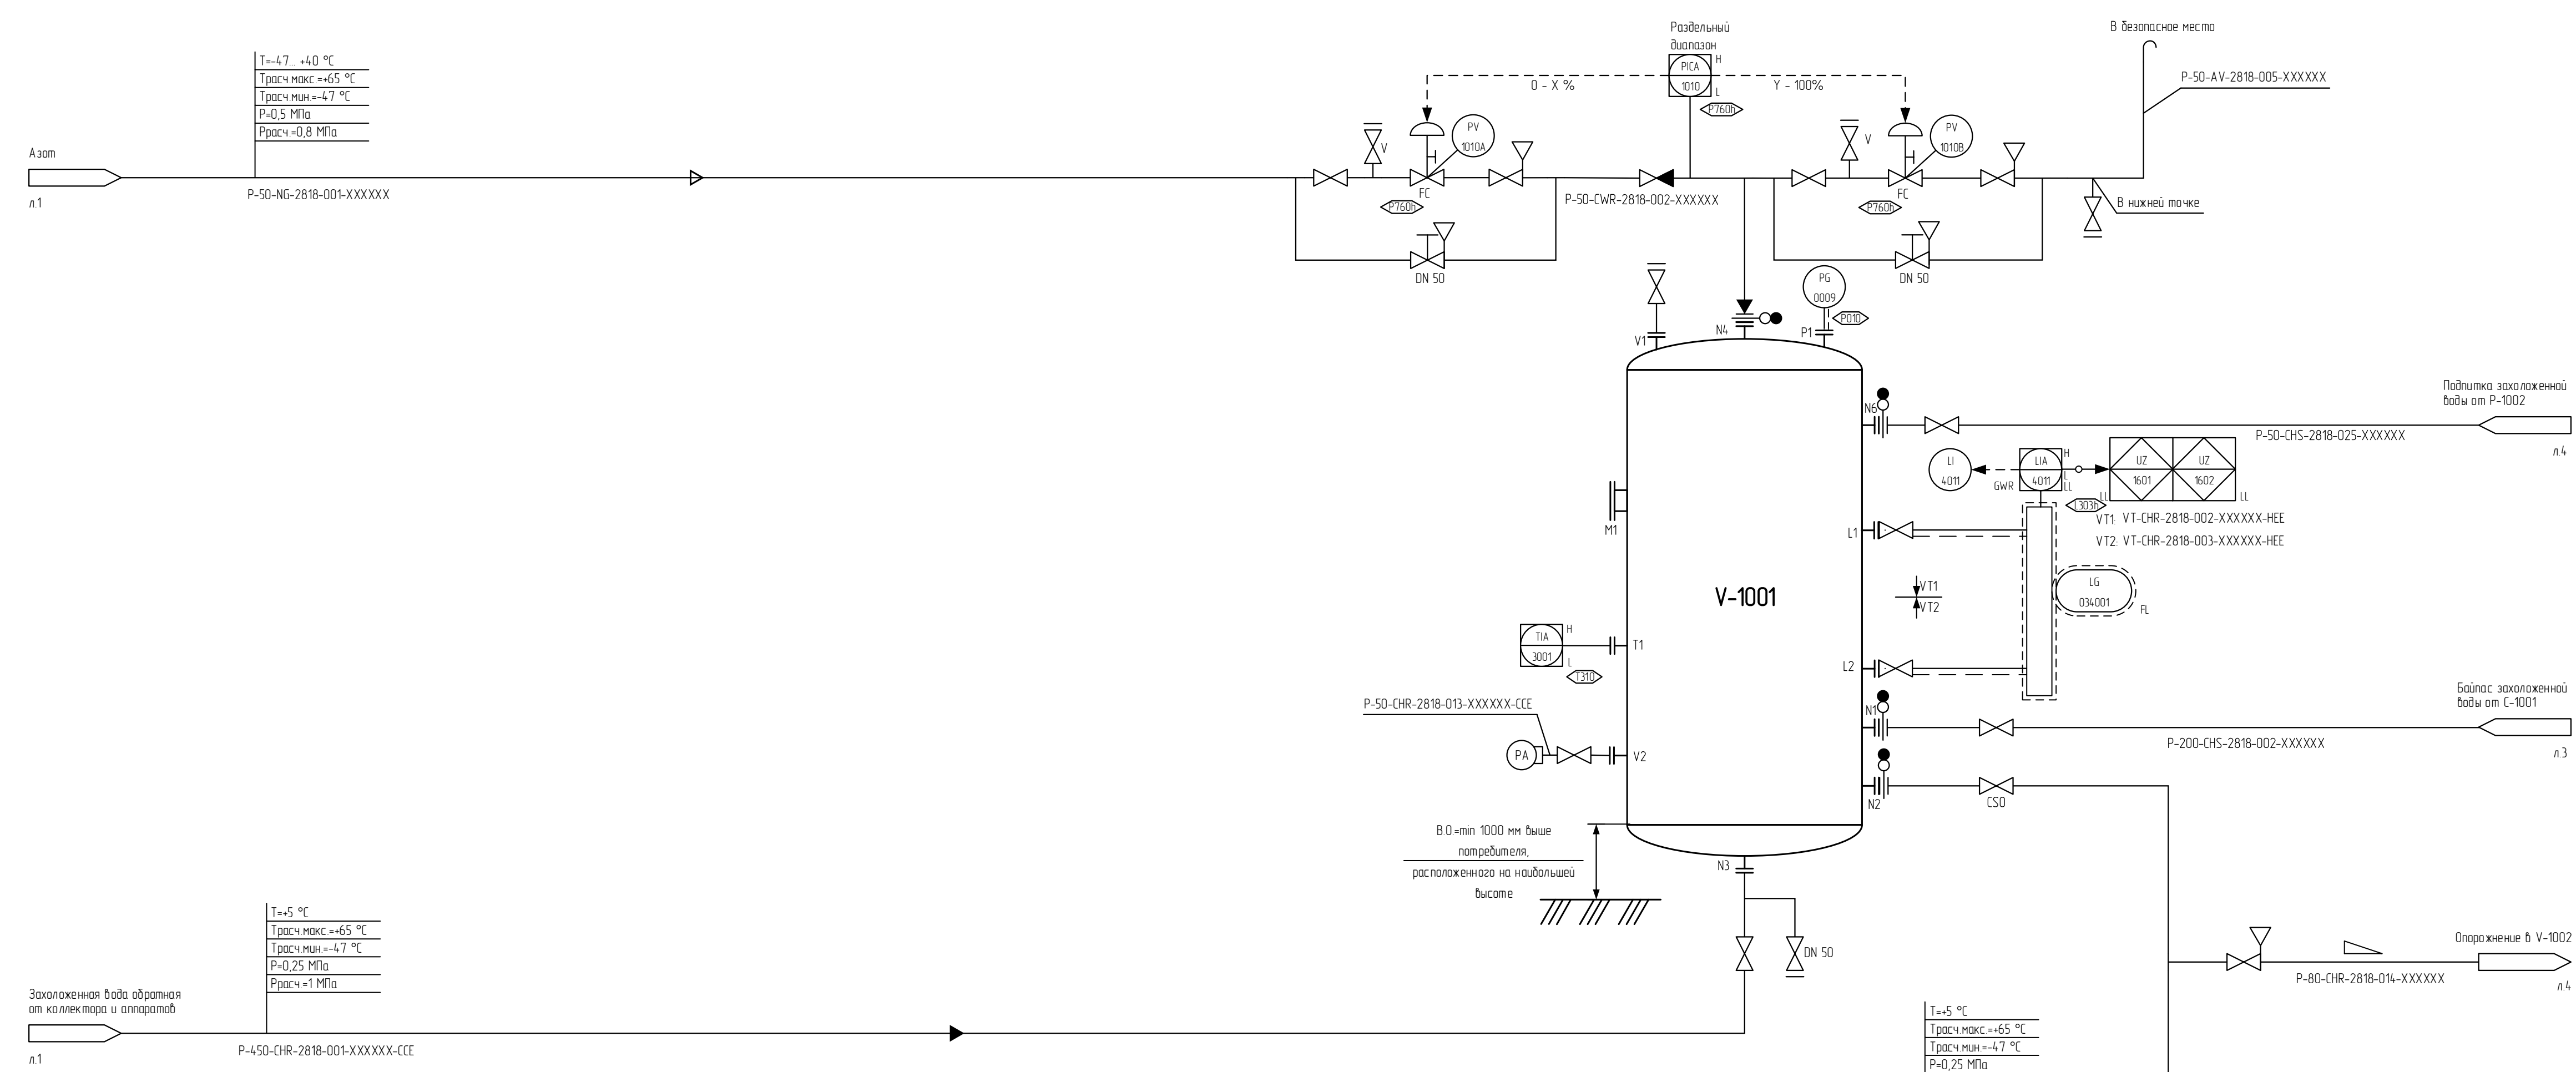 Раздельный
диапазон
В безопасное место
T=-47... +40 °C
Tрасч.макс.=+65 °C
Tрасч.мин.=-47 °C
P=0,5 МПа
Pрасч.=0,8 МПа
PICA
1010
H
L
P760h
0 - X %
Y - 100%
P-50-AV-2818-005-XXXXXX
Азот
л.1
P-50-NG-2818-001-XXXXXX
V
PV
1010A
FC
P760h
DN 50
P-50-CWR-2818-002-XXXXXX
V
PV
1010B
FC
P760h
DN 50
В нижней точке
PG
0009
P010
V1
N4
P1
Подпитка захоложенной
воды от P-1002
л.4
N6
P-50-CHS-2818-025-XXXXXX
LI
4011
GWR
LIA
4011
H
L
LL
L303h
UZ
1601
UZ
1602
LL
LL
VT1: VT-CHR-2818-002-XXXXXX-HEE
VT2: VT-CHR-2818-003-XXXXXX-HEE
M1
L1
V-1001
VT1
VT2
LG
034001
FL
TIA
3001
H
L
T310
T1
L2
P-50-CHR-2818-013-XXXXXX-CCE
PA
V2
N1
Байпас захоложенной
воды от C-1001
л.3
P-200-CHS-2818-002-XXXXXX
N2
CSO
В.О.=min 1000 мм выше
потребителя,
расположенного на наибольшей
высоте
N3
DN 50
Опорожнение в V-1002
л.4
P-80-CHR-2818-014-XXXXXX
T=+5 °C
Tрасч.макс.=+65 °C
Tрасч.мин.=-47 °C
P=0,25 МПа
Pрасч.=1 МПа
Захоложенная вода обратная
от коллектора и аппаратов
л.1
P-450-CHR-2818-001-XXXXXX-CCE
T=+5 °C
Tрасч.макс.=+65 °C
Tрасч.мин.=-47 °C
P=0,25 МПа